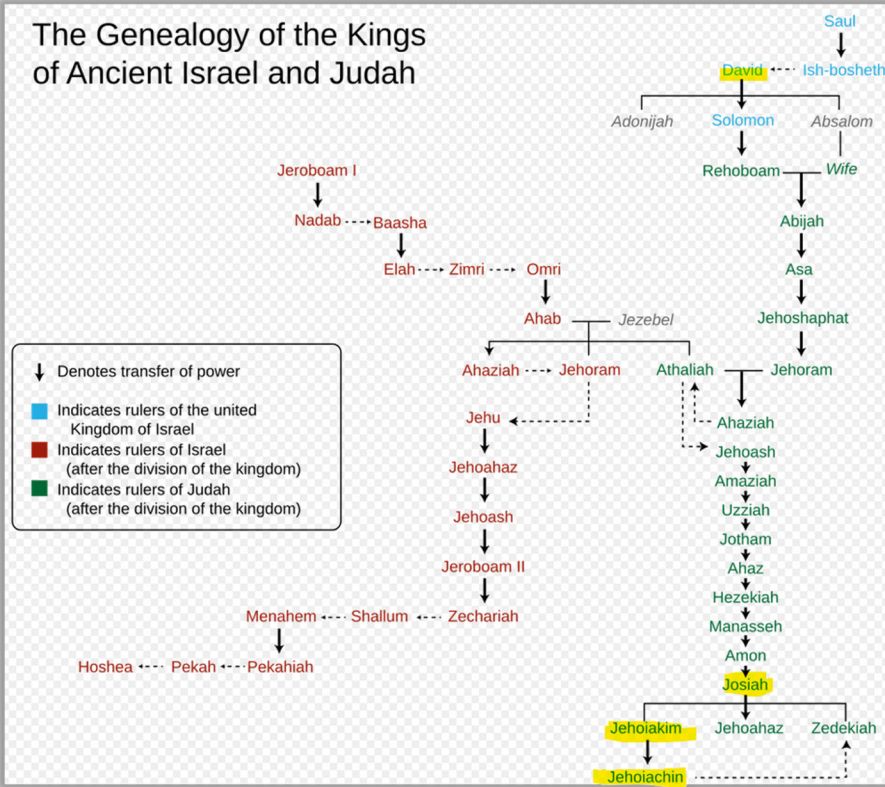 The Genealogy of the Kings
of Ancient Israel and Judah
Saul
David Ish-bosheth
Adonijah Solomon Absalom
Jeroboam I Rehoboam Wife
Nadab Baasha Abijah
Elah Zimri Omri Asa
Ahab Jezebel Jehoshaphat
Ahaziah Jehoram Athaliah Jehoram
Denotes transfer of power
Indicates rulers of the united
Kingdom of Israel
Indicates rulers of Israel
(after the division of the kingdom)
Indicates rulers of Judah
(after the division of the kingdom)
Jehu Ahaziah
Jehoash
Jehoahaz Amaziah
Jehoash Uzziah
Jotham
Jeroboam II Ahaz
Hezekiah
Menahem Shallum Zechariah Manasseh
Amon
Hoshea Pekah Pekahiah Josiah
Jehoiakim Jehoahaz Zedekiah
Jehoiachin